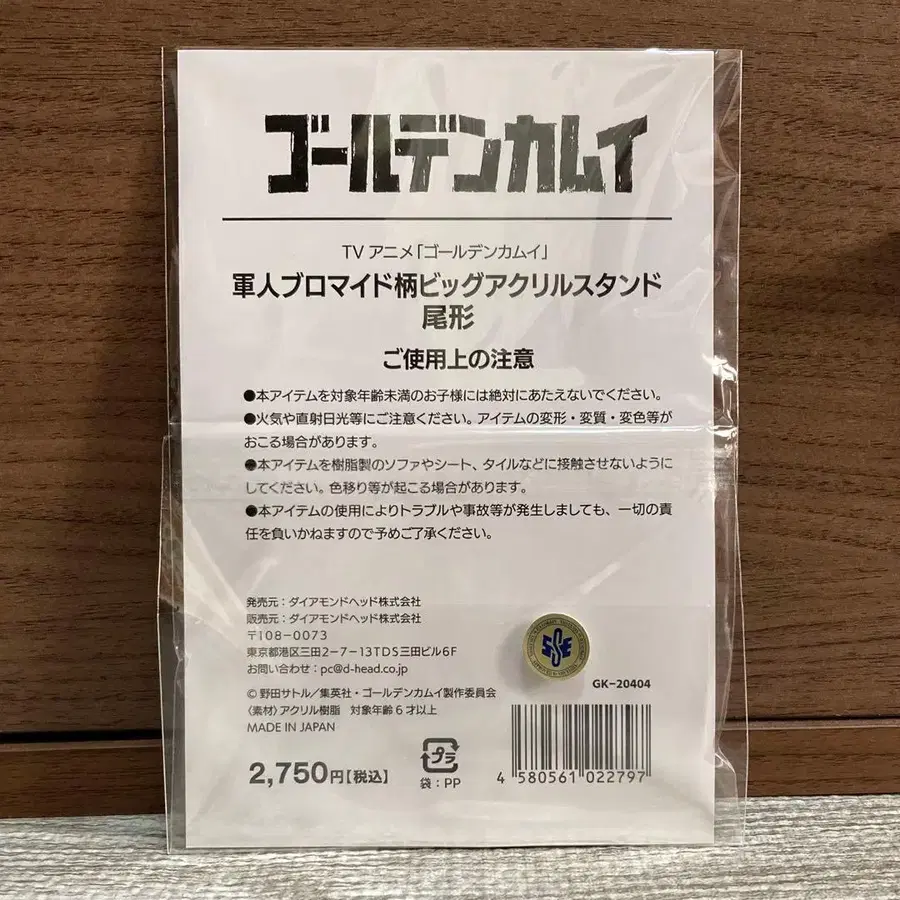 ゴールデンカムイ
TV アニメ「ゴールデンカムイ」
軍人ブロマイド柄ビッグアクリルスタンド
尾形
ご使用上の注意
●本アイテムを対象年齢未満のお子様には絶対にあたえないでください。
●火気や直射日光等にご注意ください。アイテムの変形・変質・変色等が
おこる場合があります。
●本アイテムを樹脂製のソファやシート、タイルなどに接触させないように
してください。色移り等が起こる場合があります。
●本アイテムの使用によりトラブルや事故等が発生しましても、一切の責
任を負いかねますので予めご了承ください。
発売元:ダイアモンドヘッド株式会社
販売元:ダイアモンドヘッド株式会社
〒108-0073
東京都港区三田2-7-13TDS三田ビル6F
お問い合わせ:pc@d-head.co.jp
SSE
GK-20404
© 野田サトル/集英社・ゴールデンカムイ製作委員会
〈素材〉アクリル樹脂 対象年齢6才以上
MADE IN JAPAN
2,750円【税込】
プラ
袋:PP
4 580561 022797